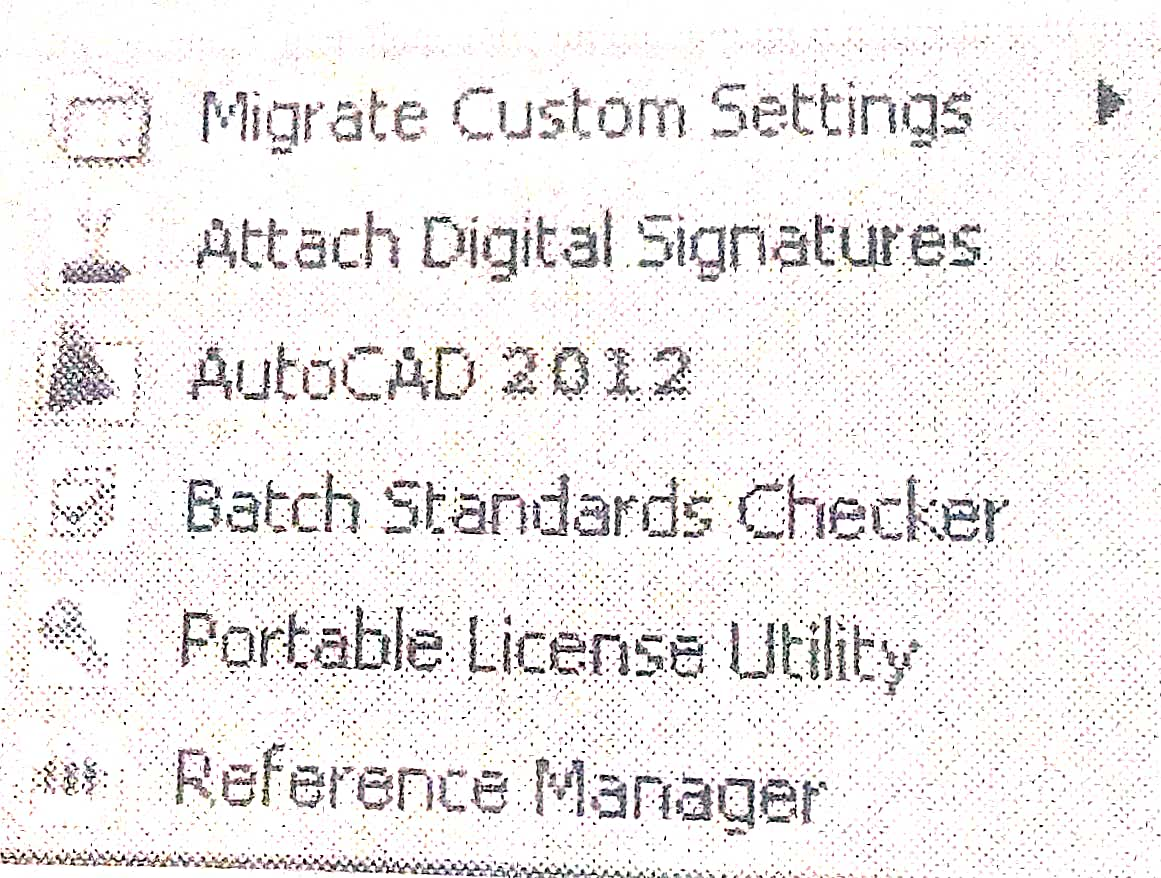 Migrate Custom Settings
Attach Digital Signatures
AutoCAD 2012
Batch Standards Checker
Portable License Utility
Reference Manager